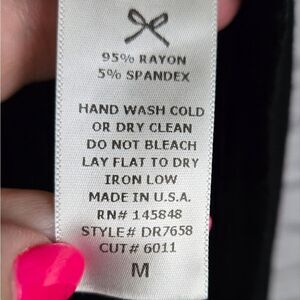 95% RAYON
5% SPANDEX
HAND WASH COLD
OR DRY CLEAN
DO NOT BLEACH
LAY FLAT TO DRY
IRON LOW
MADE IN U.S.A.
RN# 145848
STYLE# DR7658
CUT# 6011
M